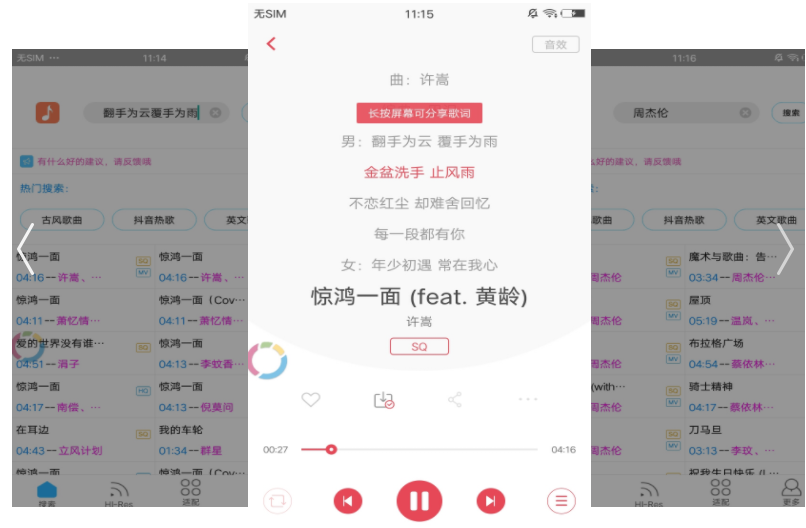 无SIM ···
11:14
翻手为云覆手为雨
有什么好的建议、请反馈哦
热门搜索:
古风歌曲
抖音热歌
英文
惊鸿一面
SQ
MV
04:16--许嵩、···
惊鸿一面
04:16--许嵩、···
惊鸿一面
04:11--萧忆情···
惊鸿一面（Cov···
04:11--萧忆情···
爱的世界没有谁···
SQ
04:51--涓子
惊鸿一面
04:13--李蚊香···
惊鸿一面
HQ
04:17--南偿、···
惊鸿一面
04:13--倪莫问
在耳边
SQ
04:43--立风计划
我的车轮
01:34--群星
惊鸿一面
惊鸿一面（Cov···
搜索
Hi-Res
适配
无SIM
11:15
音效
曲：许嵩
长按屏幕可分享歌词
男：翻手为云 覆手为雨
金盆洗手 止风雨
不恋红尘 却难舍回忆
每一段都有你
女：年少初遇 常在我心
惊鸿一面 (feat. 黄龄)
许嵩
SQ
00:27
04:16
11:16
周杰伦
搜索
好的建议、请反馈哦
歌曲
抖音热歌
英文歌曲
周杰伦
SQ
MV
魔术与歌曲：告···
03:34--周杰伦···
周杰伦
SQ
MV
屋顶
05:19--温岚、···
周杰伦
SQ
MV
布拉格广场
04:54--蔡依林···
(with···
周杰伦
SQ
MV
骑士精神
04:17--蔡依林···
周杰伦
SQ
MV
刀马旦
03:13--李玟、···
祝我生日快乐
Hi-Res
适配
更多